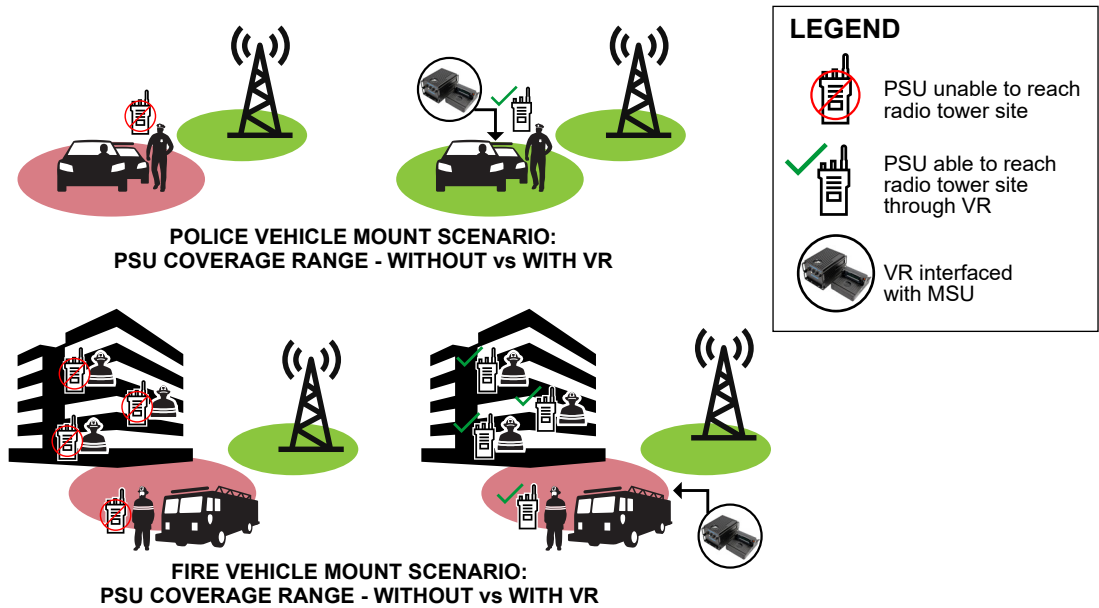 POLICE VEHICLE MOUNT SCENARIO:
PSU COVERAGE RANGE - WITHOUT vs WITH VR
FIRE VEHICLE MOUNT SCENARIO:
PSU COVERAGE RANGE - WITHOUT vs WITH VR
LEGEND
PSU unable to reach
radio tower site
PSU able to reach
radio tower site
through VR
VR interfaced
with MSU